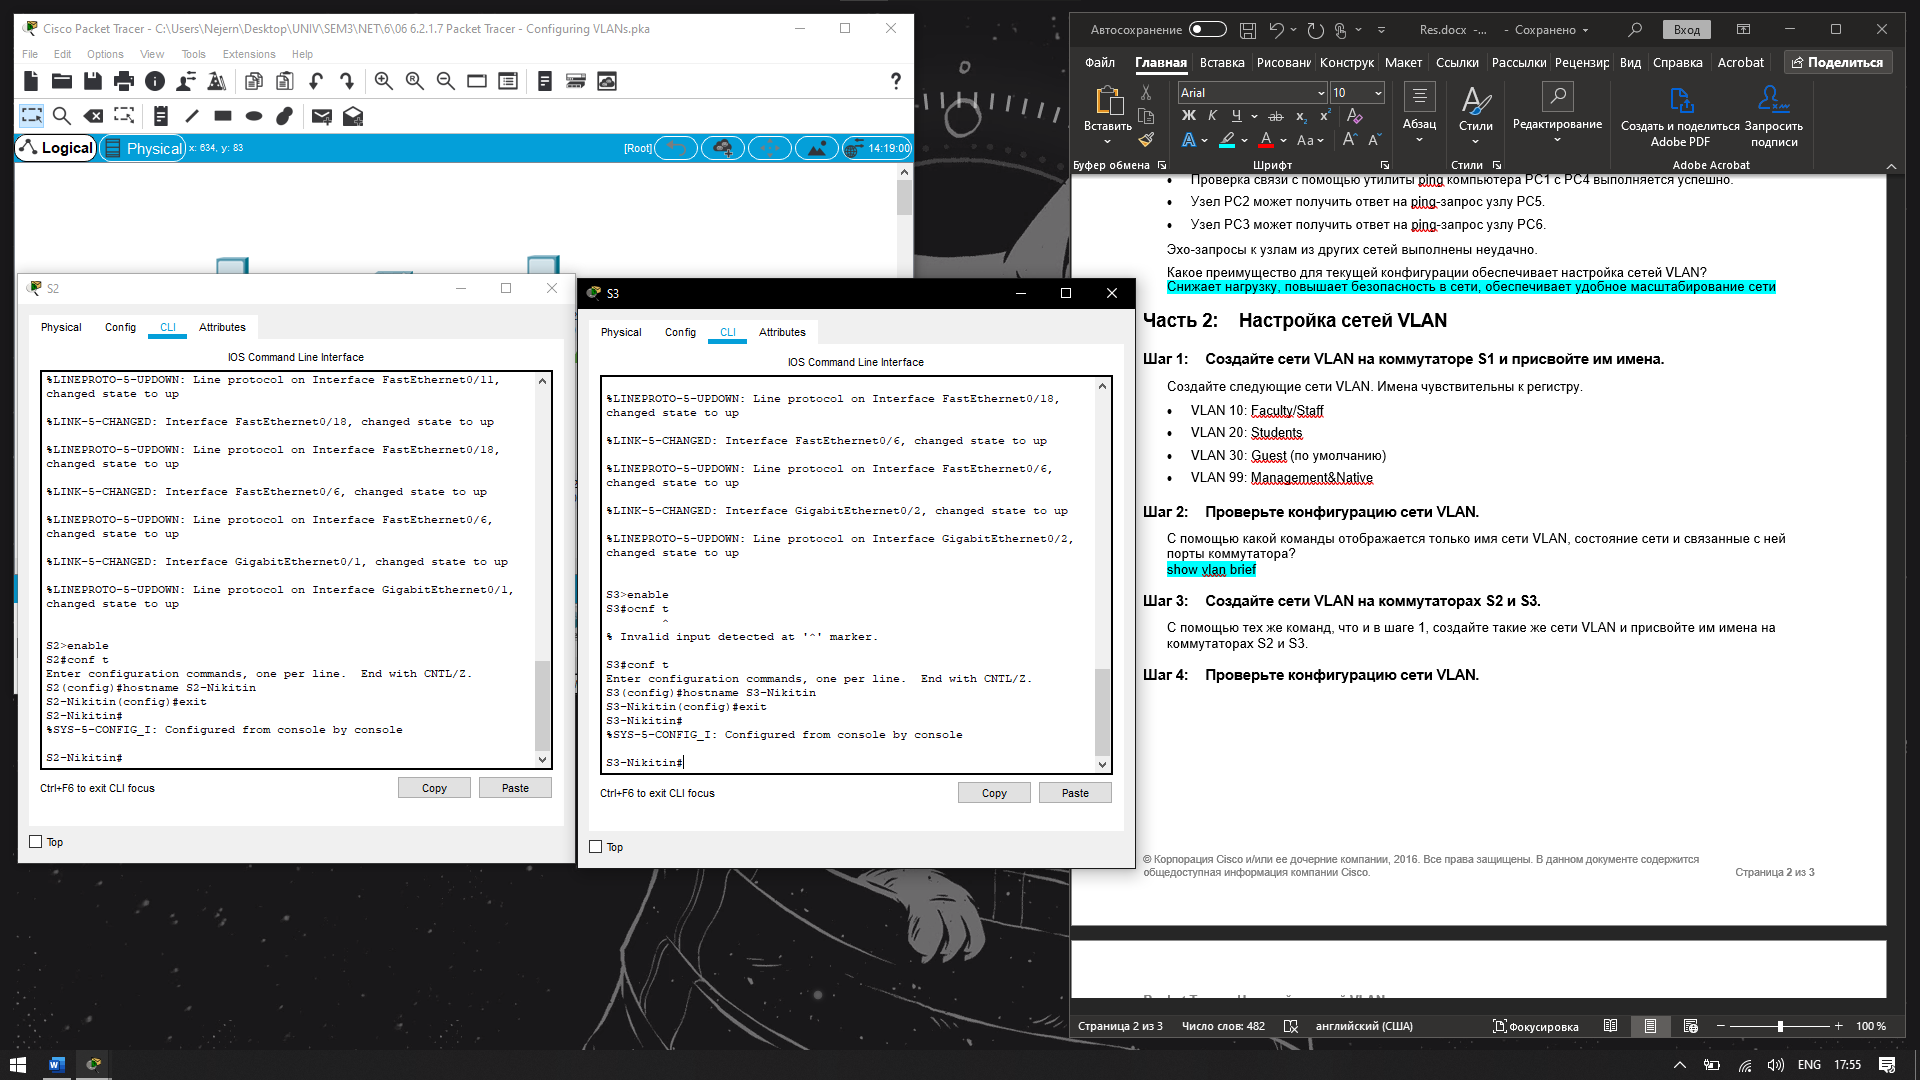 Cisco Packet Tracer - C:\Users\Nejern\Desktop\UNIV\SEM3\NET\6\06 6.2.1.7 Packet Tracer - Configuring VLANs.pka
File Edit Options View Tools Extensions Help
Logical
Physical
x: 634, y: 83
[Root]
14:19:00
S2
Physical Config CLI Attributes
IOS Command Line Interface
%LINEPROTO-5-UPDOWN: Line protocol on Interface FastEthernet0/11,
changed state to up
%LINK-5-CHANGED: Interface FastEthernet0/18, changed state to up
%LINEPROTO-5-UPDOWN: Line protocol on Interface FastEthernet0/18,
changed state to up
%LINK-5-CHANGED: Interface FastEthernet0/6, changed state to up
%LINEPROTO-5-UPDOWN: Line protocol on Interface FastEthernet0/6,
changed state to up
%LINK-5-CHANGED: Interface GigabitEthernet0/1, changed state to up
%LINEPROTO-5-UPDOWN: Line protocol on Interface GigabitEthernet0/1,
changed state to up
S2>enable
S2#conf t
Enter configuration commands, one per line. End with CNTL/Z.
S2(config)#hostname S2-Nikitin
S2-Nikitin(config)#exit
S2-Nikitin#
%SYS-5-CONFIG_I: Configured from console by console
S2-Nikitin#
Ctrl+F6 to exit CLI focus
Copy
Paste
Top
S3
Physical Config CLI Attributes
IOS Command Line Interface
%LINEPROTO-5-UPDOWN: Line protocol on Interface FastEthernet0/18,
changed state to up
%LINK-5-CHANGED: Interface FastEthernet0/6, changed state to up
%LINEPROTO-5-UPDOWN: Line protocol on Interface FastEthernet0/6,
changed state to up
%LINK-5-CHANGED: Interface GigabitEthernet0/2, changed state to up
%LINEPROTO-5-UPDOWN: Line protocol on Interface GigabitEthernet0/2,
changed state to up
S3>enable
S3#ocnf t
^
% Invalid input detected at '^' marker.
S3#conf t
Enter configuration commands, one per line. End with CNTL/Z.
S3(config)#hostname S3-Nikitin
S3-Nikitin(config)#exit
S3-Nikitin#
%SYS-5-CONFIG_I: Configured from console by console
S3-Nikitin#
Ctrl+F6 to exit CLI focus
Copy
Paste
Top
Автосохранение
Res.docx -... - Сохранено
Вход
Файл Главная Вставка Рисовани Конструк Макет Ссылки Рассылки Рецензир Вид Справка Acrobat Поделиться
Вставить
Буфер обмена
Arial 10
Ж К Ч ab x₂ x²
Шрифт
Абзац
Стили
Стили
Редактирование
Создать и поделиться Adobe PDF
Запросить подписи
Adobe Acrobat
• Проверка связи с помощью утилиты ping компьютера PC1 с PC4 выполняется успешно.
• Узел PC2 может получить ответ на ping-запрос узлу PC5.
• Узел PC3 может получить ответ на ping-запрос узлу PC6.
Эхо-запросы к узлам из других сетей выполнены неудачно.
Какое преимущество для текущей конфигурации обеспечивает настройка сетей VLAN?
Снижает нагрузку, повышает безопасность в сети, обеспечивает удобное масштабирование сети
Часть 2: Настройка сетей VLAN
Шаг 1: Создайте сети VLAN на коммутаторе S1 и присвойте им имена.
Создайте следующие сети VLAN. Имена чувствительны к регистру.
• VLAN 10: Faculty/Staff
• VLAN 20: Students
• VLAN 30: Guest (по умолчанию)
• VLAN 99: Management&Native
Шаг 2: Проверьте конфигурацию сети VLAN.
С помощью какой команды отображается только имя сети VLAN, состояние сети и связанные с ней
порты коммутатора?
show vlan brief
Шаг 3: Создайте сети VLAN на коммутаторах S2 и S3.
С помощью тех же команд, что и в шаге 1, создайте такие же сети VLAN и присвойте им имена на
коммутаторах S2 и S3.
Шаг 4: Проверьте конфигурацию сети VLAN.
© Корпорация Cisco и/или ее дочерние компании, 2016. Все права защищены. В данном документе содержится
общедоступная информация компании Cisco.
Страница 2 из 3
Страница 2 из 3 Число слов: 482 английский (США) Фокусировка 100 %
ENG 17:55